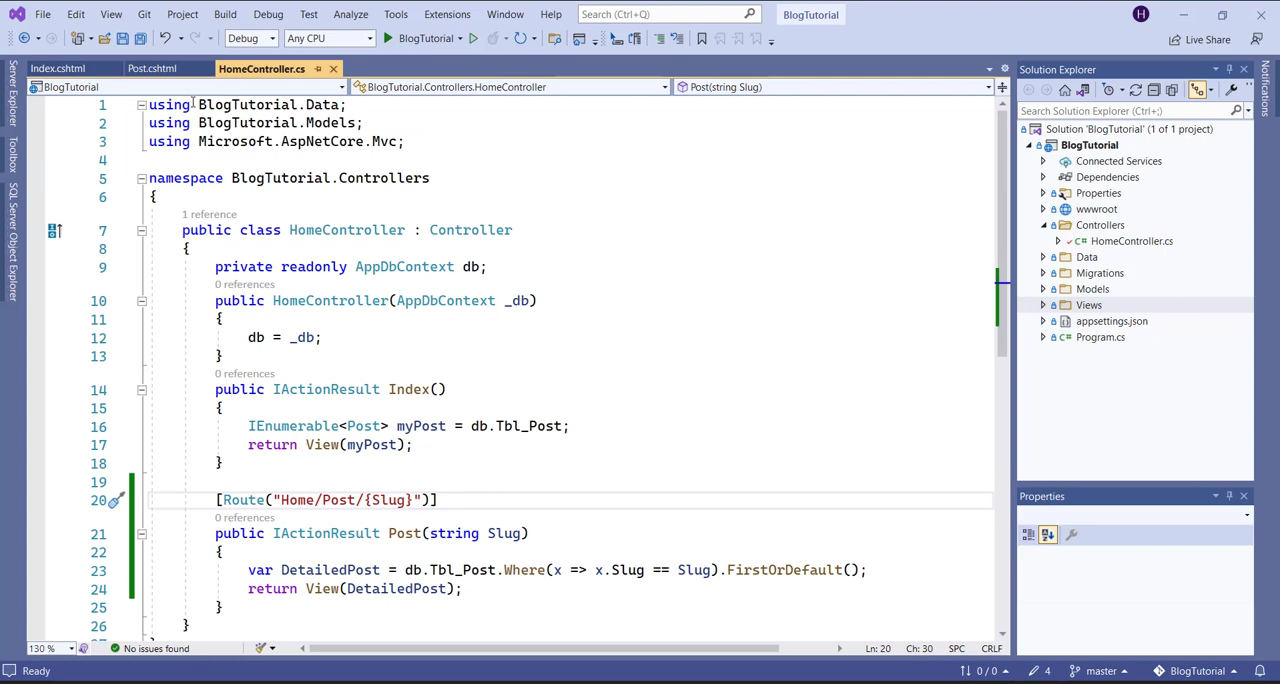 File Edit View Git Project Build Debug Test Analyze Tools Extensions Window Help Search (Ctrl+Q) BlogTutorial H
Debug Any CPU BlogTutorial Live Share
Server Explorer
Toolbox
SQL Server Object Explorer
Index.cshtml Post.cshtml HomeController.cs
BlogTutorial BlogTutorial.Controllers.HomeController Post(string Slug)
1 using BlogTutorial.Data;
2 using BlogTutorial.Models;
3 using Microsoft.AspNetCore.Mvc;
4
5 namespace BlogTutorial.Controllers
6 {
1 reference
7 public class HomeController : Controller
8 {
9 private readonly AppDbContext db;
0 references
10 public HomeController(AppDbContext _db)
11 {
12 db = _db;
13 }
0 references
14 public IActionResult Index()
15 {
16 IEnumerable<Post> myPost = db.Tbl_Post;
17 return View(myPost);
18 }
19
20 [Route("Home/Post/{Slug}")]
0 references
21 public IActionResult Post(string Slug)
22 {
23 var DetailedPost = db.Tbl_Post.Where(x => x.Slug == Slug).FirstOrDefault();
24 return View(DetailedPost);
25 }
26 }
130 % No issues found Ln: 20 Ch: 30 SPC CRLF
Solution Explorer
Search Solution Explorer (Ctrl+;)
Solution 'BlogTutorial' (1 of 1 project)
BlogTutorial
Connected Services
Dependencies
Properties
wwwroot
Controllers
C# HomeController.cs
Data
Migrations
Models
Views
appsettings.json
C# Program.cs
Properties
Notifications
Ready 0 / 0 4 master BlogTutorial